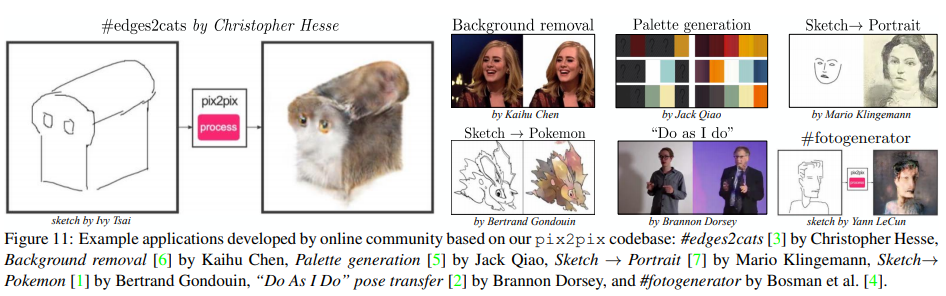 #edges2cats by Christopher Hesse
pix2pix
process
sketch by Ivy Tsai
Background removal
by Kaihu Chen
Palette generation
by Jack Qiao
Sketch→ Portrait
by Mario Klingemann
Sketch → Pokemon
by Bertrand Gondouin
“Do as I do”
by Brannon Dorsey
#fotogenerator
pix2pix
process
sketch by Yann LeCun
Figure 11: Example applications developed by online community based on our pix2pix codebase: #edges2cats [3] by Christopher Hesse,
Background removal [6] by Kaihu Chen, Palette generation [5] by Jack Qiao, Sketch → Portrait [7] by Mario Klingemann, Sketch→
Pokemon [1] by Bertrand Gondouin, “Do As I Do” pose transfer [2] by Brannon Dorsey, and #fotogenerator by Bosman et al. [4].